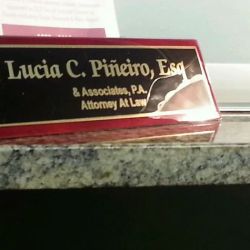 Lucia C. Piñeiro, Esq
& Associates, P.A.
Attorney At Law